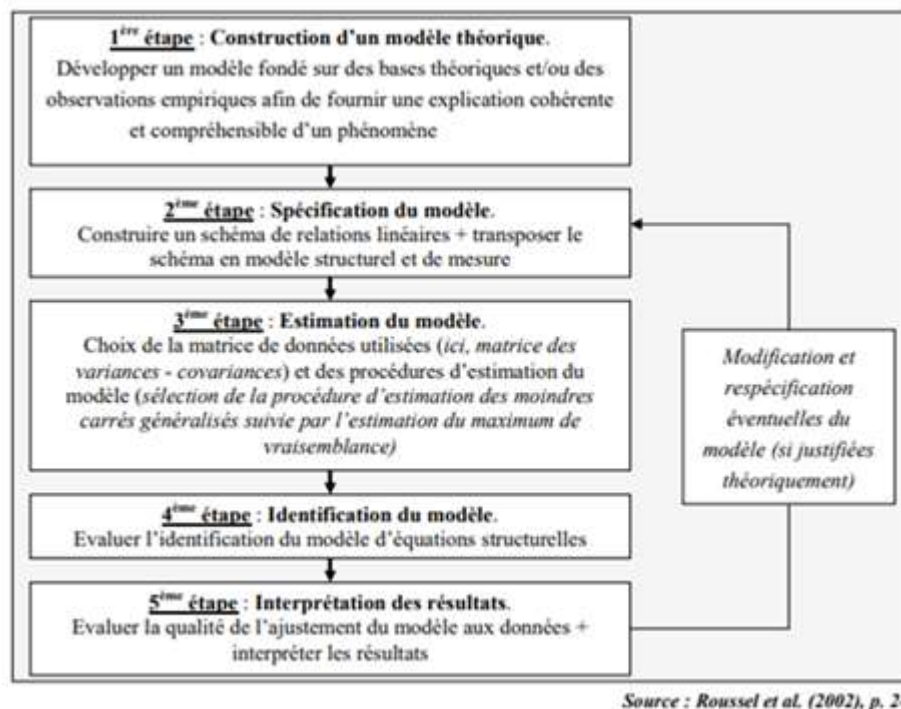 1ère étape : Construction d'un modèle théorique.
Développer un modèle fondé sur des bases théoriques et/ou des
observations empiriques afin de fournir une explication cohérente
et compréhensible d'un phénomène
2ème étape : Spécification du modèle.
Construire un schéma de relations linéaires + transposer le
schéma en modèle structurel et de mesure
3ème étape : Estimation du modèle.
Choix de la matrice de données utilisées (ici, matrice des
variances - covariances) et des procédures d'estimation du
modèle (sélection de la procédure d'estimation des moindres
carrés généralisés suivie par l'estimation du maximum de
vraisemblance)
4ème étape : Identification du modèle.
Evaluer l'identification du modèle d'équations structurelles
5ème étape : Interprétation des résultats.
Evaluer la qualité de l'ajustement du modèle aux données +
interpréter les résultats
Modification et
respécification
éventuelles du
modèle (si justifiées
théoriquement)
Source : Roussel et al. (2002), p. 2